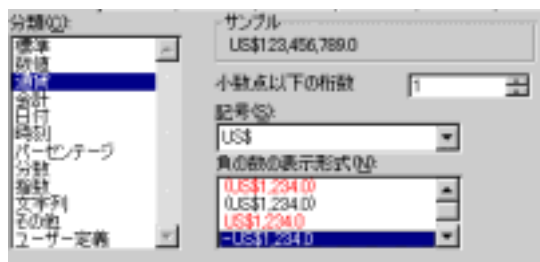 分類(C):
標準
数値
通貨
会計
日付
時刻
パーセンテージ
分数
指数
文字列
その他
ユーザー定義
サンプル
US$123,456,789.0
小数点以下の桁数
1
記号(S):
US$
負の数の表示形式(N):
(US$1,234.0)
(US$1,234.0)
US$1,234.0
-US$1,234.0